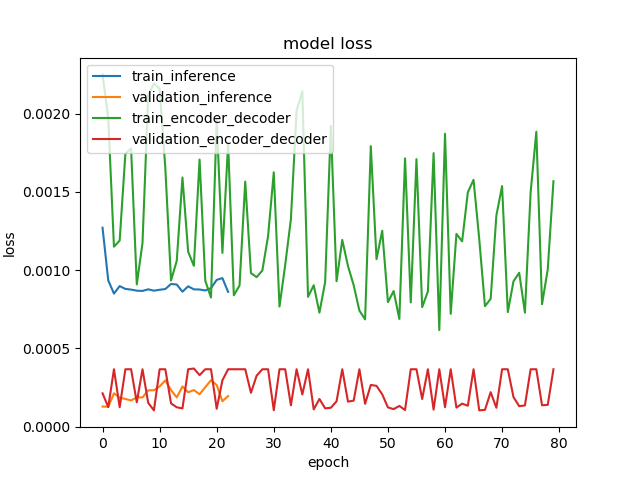 model loss
train_inference
validation_inference
train_encoder_decoder
validation_encoder_decoder
loss
0.0020
0.0015
0.0010
0.0005
0.0000
0 10 20 30 40 50 60 70 80
epoch